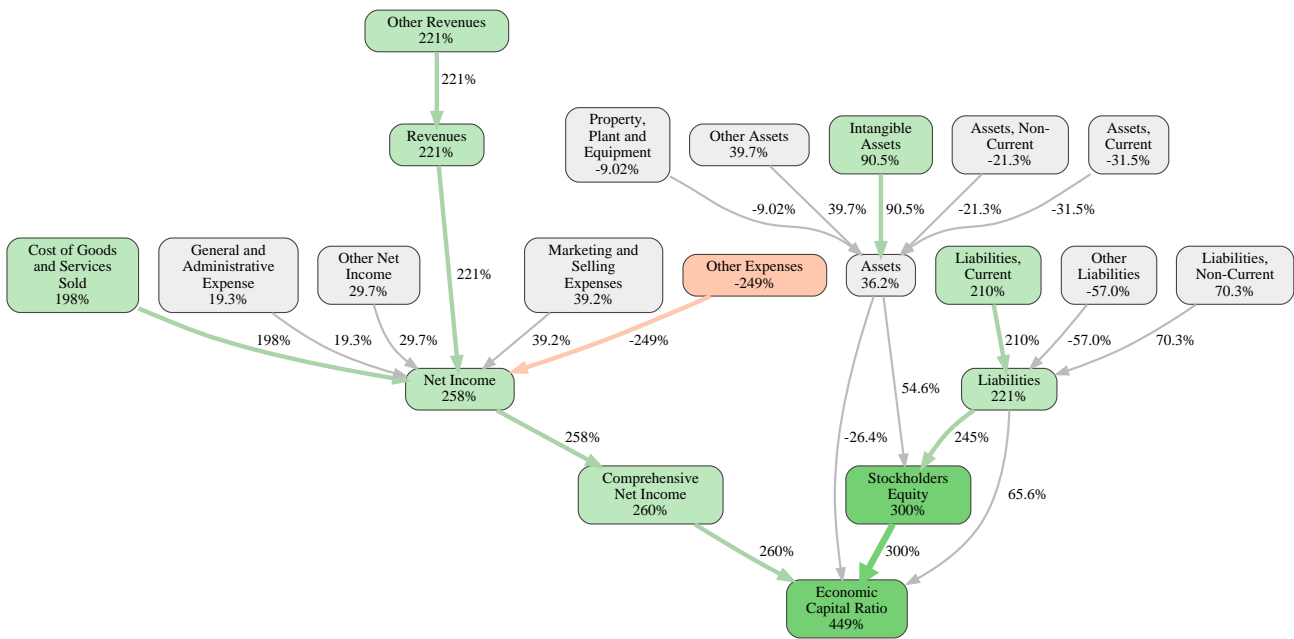 Other Revenues
221%
221%
Revenues
221%
Property,
Plant and
Equipment
-9.02%
Other Assets
39.7%
Intangible
Assets
90.5%
Assets, Non-
Current
-21.3%
Assets,
Current
-31.5%
-9.02%
39.7%
90.5%
-21.3%
-31.5%
Cost of Goods
and Services
Sold
198%
General and
Administrative
Expense
19.3%
Other Net
Income
29.7%
221%
Marketing and
Selling
Expenses
39.2%
Other Expenses
-249%
Assets
36.2%
Liabilities,
Current
210%
Other
Liabilities
-57.0%
Liabilities,
Non-Current
70.3%
198%
19.3%
29.7%
39.2%
-249%
210%
-57.0%
70.3%
Net Income
258%
54.6%
Liabilities
221%
258%
-26.4%
245%
Comprehensive
Net Income
260%
Stockholders
Equity
300%
65.6%
260%
300%
Economic
Capital Ratio
449%